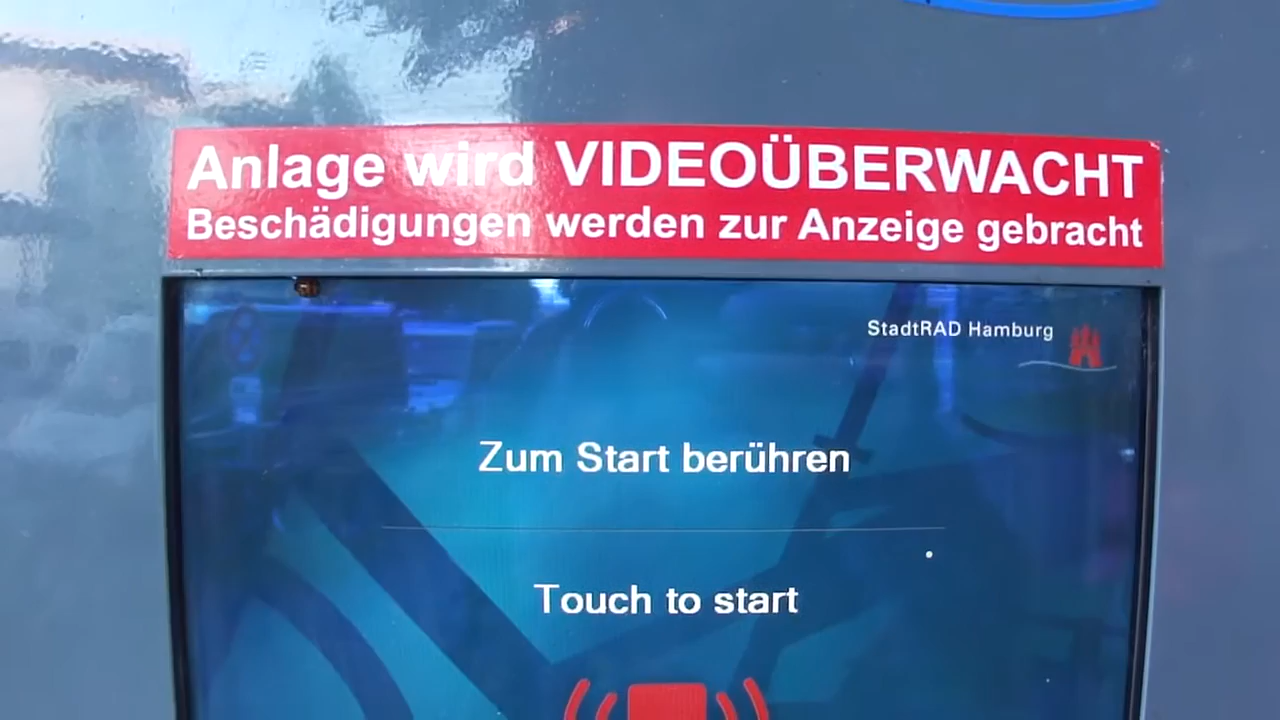 Anlage wird VIDEOÜBERWACHT
Beschädigungen werden zur Anzeige gebracht
StadtRAD Hamburg
Zum Start berühren
Touch to start